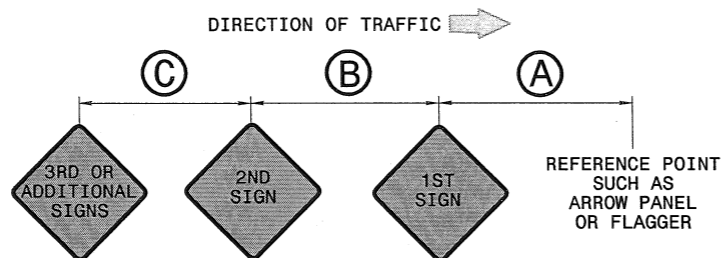 DIRECTION OF TRAFFIC
C
B
A
3RD OR
ADDITIONAL
SIGNS
2ND
SIGN
1ST
SIGN
REFERENCE POINT
SUCH AS
ARROW PANEL
OR FLAGGER